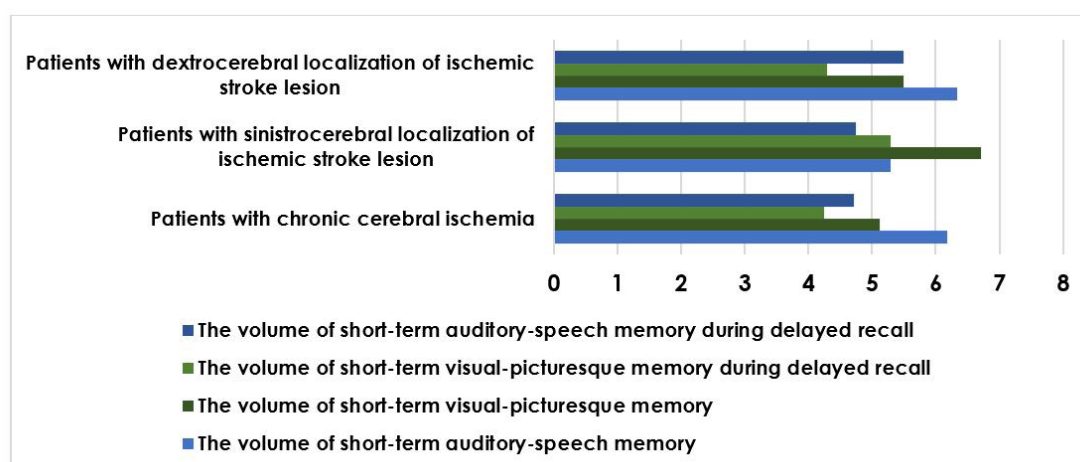 Patients with dextrocerebral localization of ischemic
stroke lesion
Patients with sinistrocerebral localization of
ischemic stroke lesion
Patients with chronic cerebral ischemia
0 1 2 3 4 5 6 7 8
The volume of short-term auditory-speech memory during delayed recall
The volume of short-term visual-picturesque memory during delayed recall
The volume of short-term visual-picturesque memory
The volume of short-term auditory-speech memory